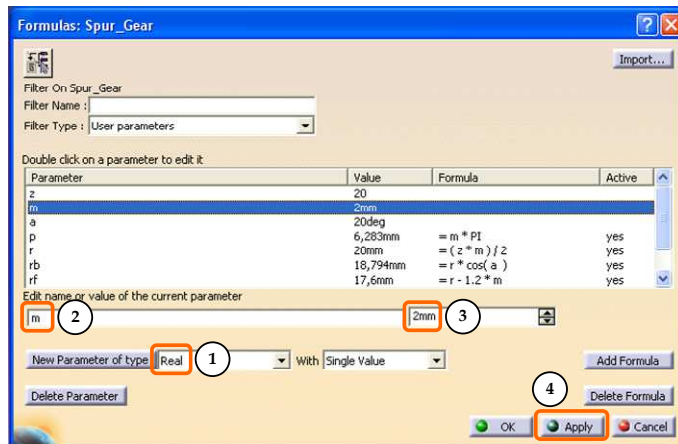 Formulas: Spur_Gear
Import...
Filter On Spur_Gear
Filter Name :
Filter Type : User parameters
Double click on a parameter to edit it
Parameter Value Formula Active
z 20
m 2mm
a 20deg
p 6,283mm = m * PI yes
r 20mm = ( z * m ) / 2 yes
rb 18,794mm = r * cos( a ) yes
rf 17,6mm = r - 1.2 * m yes
Edit name or value of the current parameter
m 2 2mm 3
New Parameter of type Real 1 With Single Value Add Formula
Delete Parameter 4 Delete Formula
OK Apply Cancel